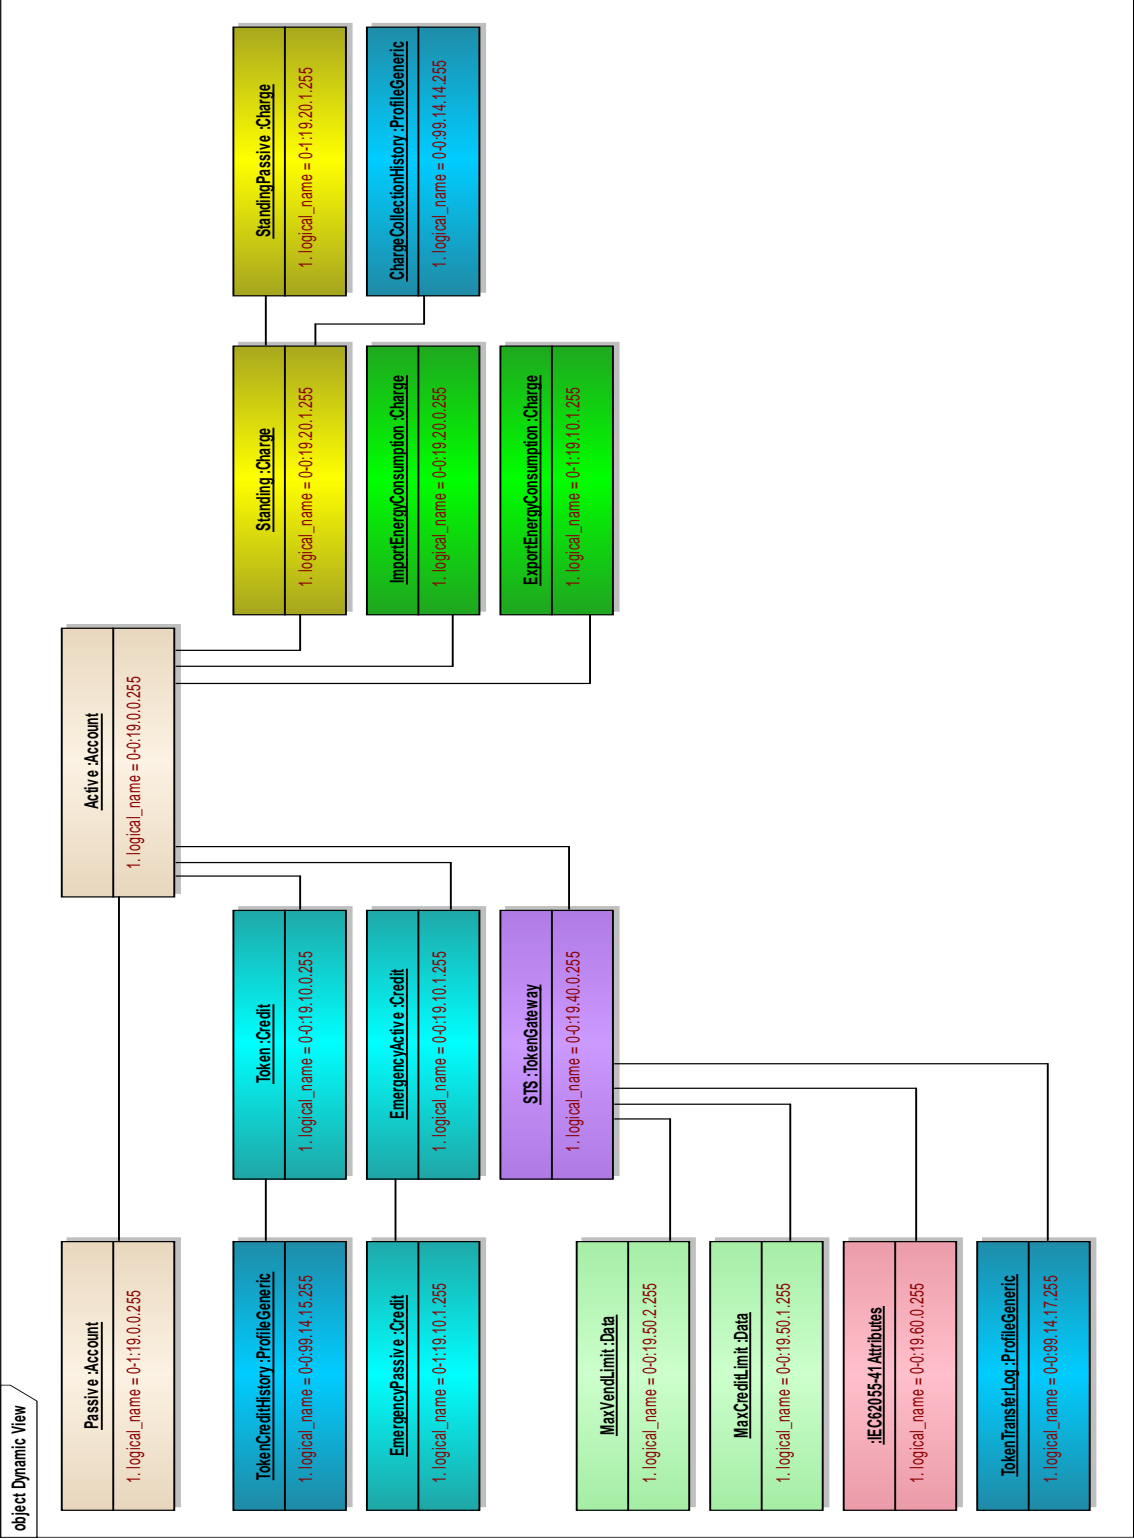 object Dynamic View
Passive :Account
1. logical_name = 0-1:19.0.0.255
Active :Account
1. logical_name = 0-0:19.0.0.255
TokenCreditHistory :ProfileGeneric
1. logical_name = 0-0:99.14.15.255
Token :Credit
1. logical_name = 0-0:19.10.0.255
Standing :Charge
1. logical_name = 0-0:19.20.1.255
StandingPassive :Charge
1. logical_name = 0-1:19.20.1.255
EmergencyPassive :Credit
1. logical_name = 0-1:19.10.1.255
EmergencyActive :Credit
1. logical_name = 0-0:19.10.1.255
ImportEnergyConsumption :Charge
1. logical_name = 0-0:19.20.0.255
ChargeCollectionHistory :ProfileGeneric
1. logical_name = 0-0:99.14.14.255
STS :TokenGateway
1. logical_name = 0-0:19.40.0.255
ExportEnergyConsumption :Charge
1. logical_name = 0-1:19.10.1.255
MaxVendLimit :Data
1. logical_name = 0-0:19.50.2.255
MaxCreditLimit :Data
1. logical_name = 0-0:19.50.1.255
:IEC62055-41 Attributes
1. logical_name = 0-0:19.60.0.255
TokenTransferLog :ProfileGeneric
1. logical_name = 0-0:99.14.17.255